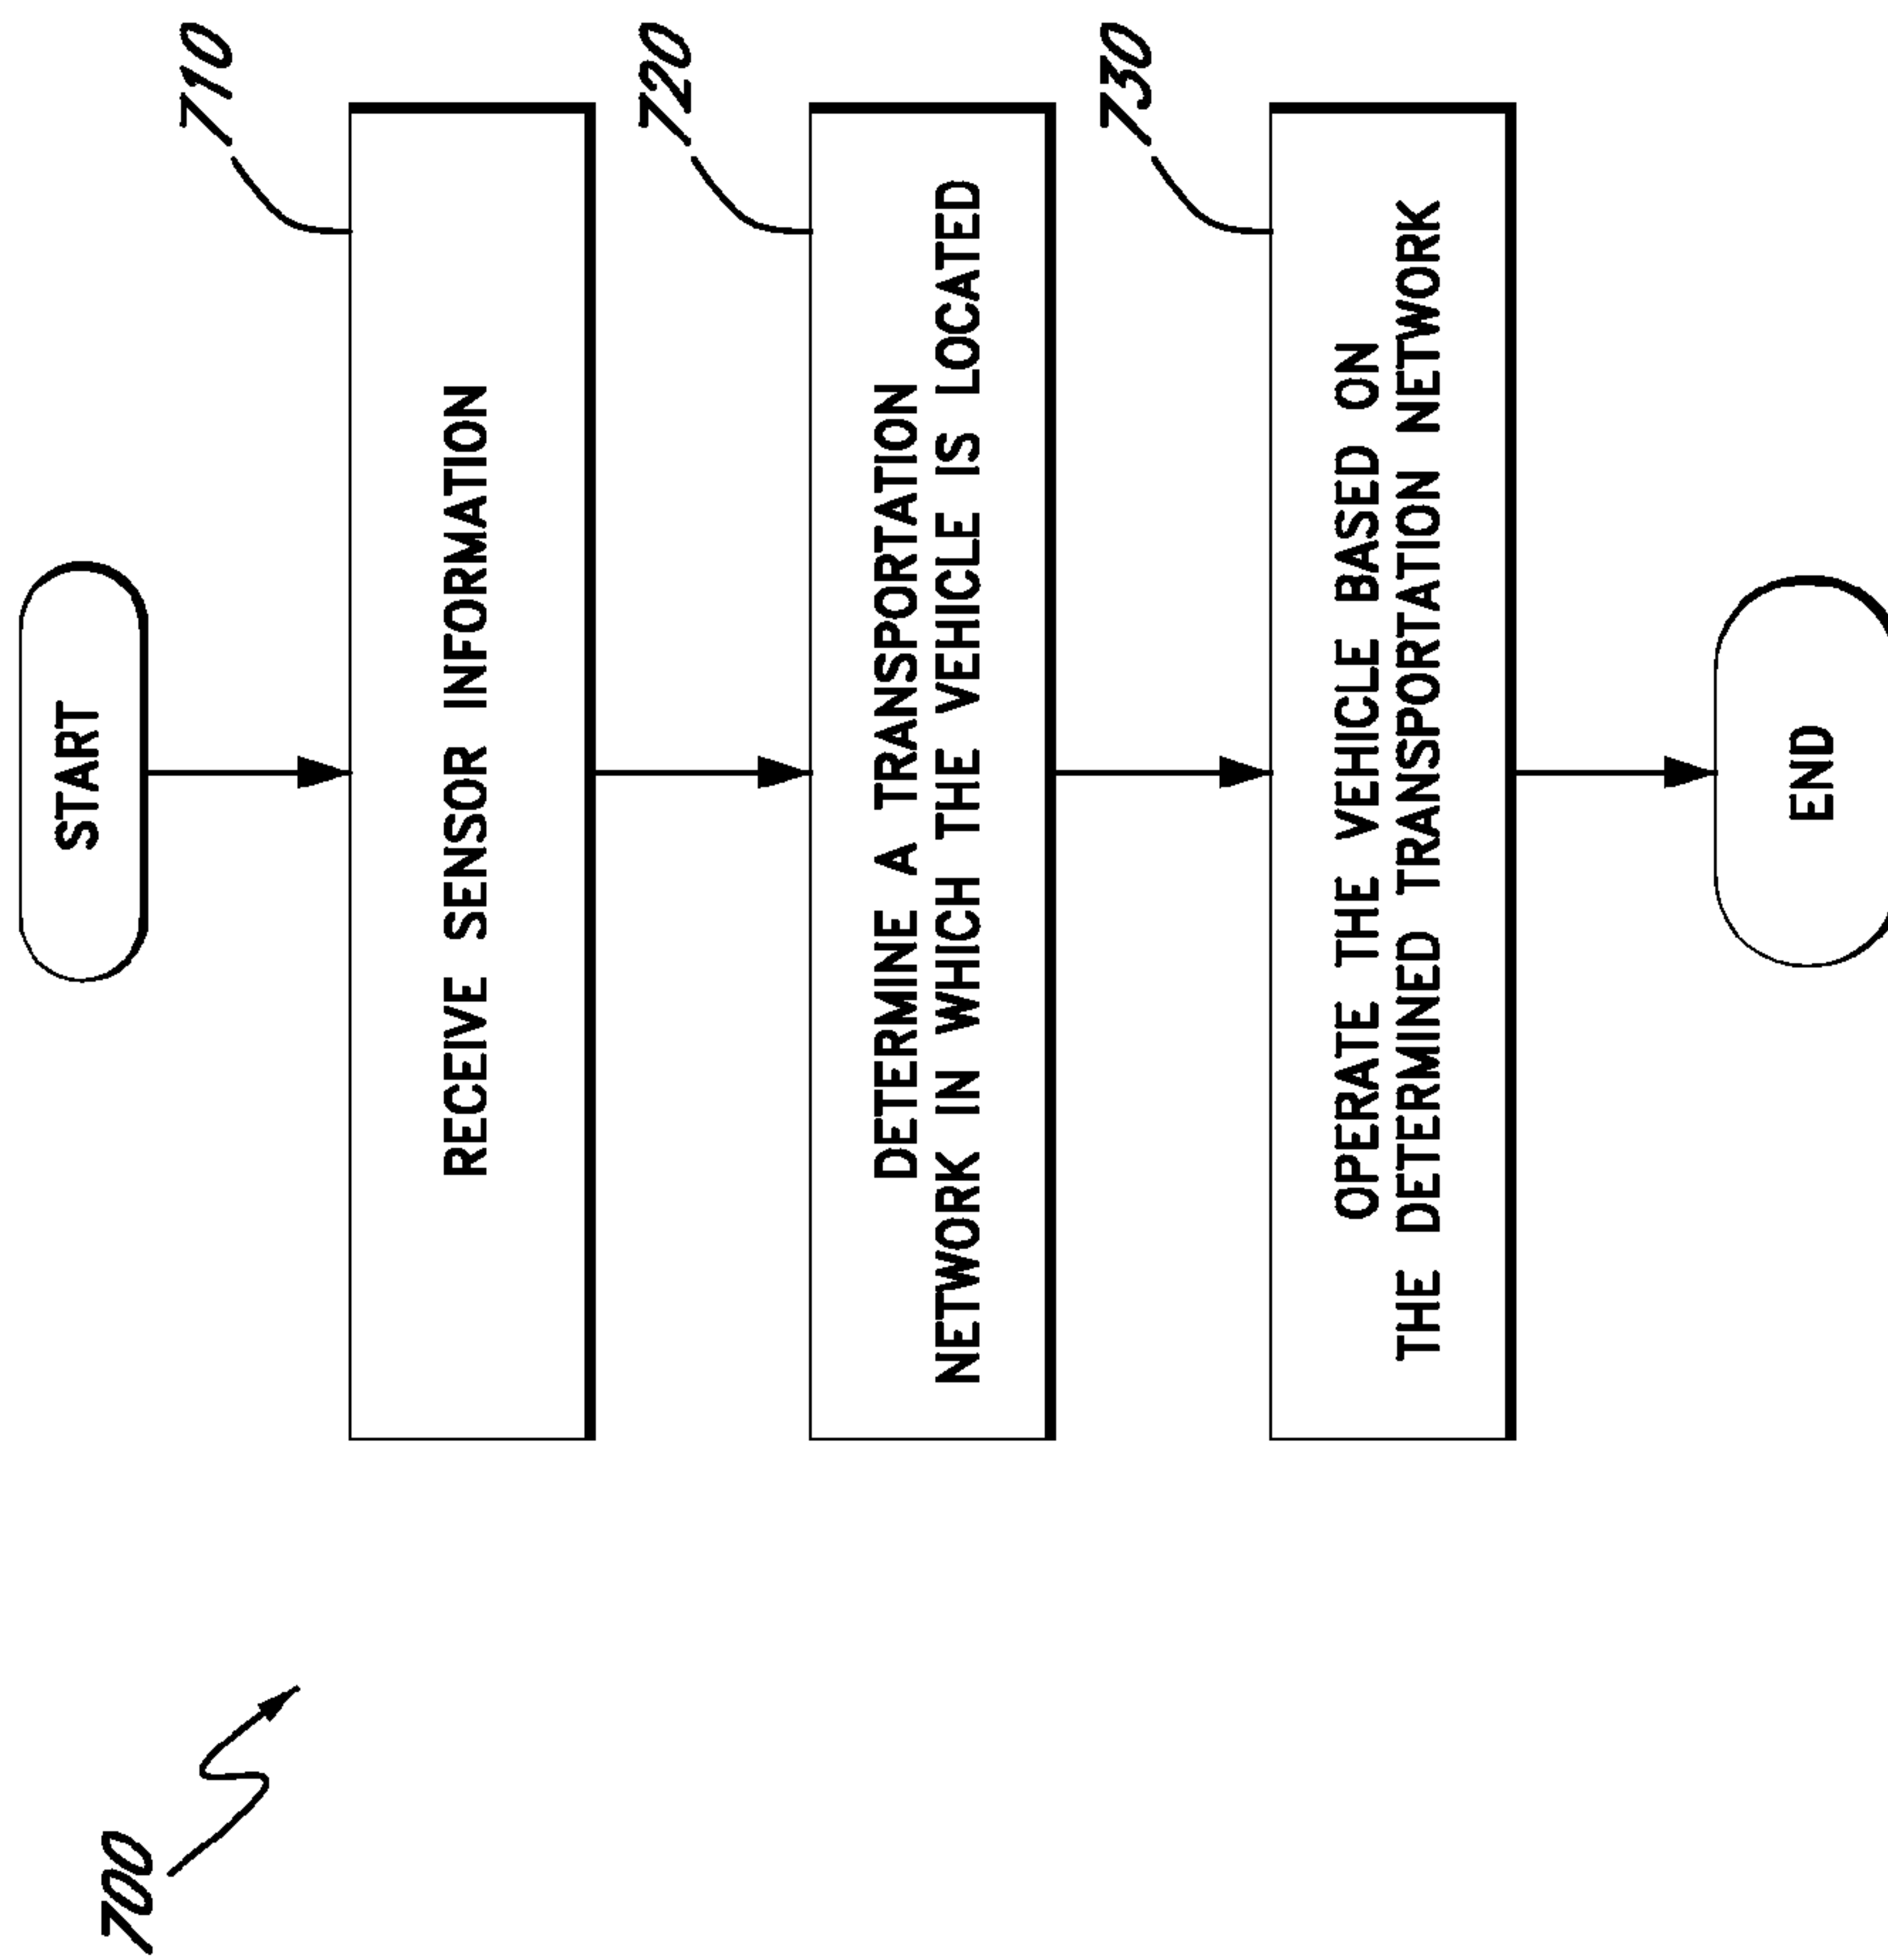 700
START
710
RECEIVE SENSOR INFORMATION
720
DETERMINE A TRANSPORTATION
NETWORK IN WHICH THE VEHICLE IS LOCATED
730
OPERATE THE VEHICLE BASED ON
THE DETERMINED TRANSPORTATION NETWORK
END